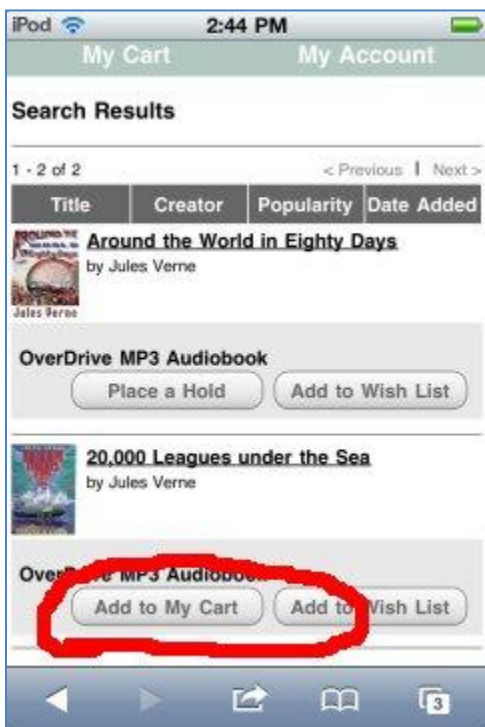 iPod 2:44 PM
My Cart My Account
Search Results
1 - 2 of 2 < Previous | Next >
Title Creator Popularity Date Added
Around the World in Eighty Days
by Jules Verne
Jules Verne
OverDrive MP3 Audiobook
Place a Hold Add to Wish List
20,000 Leagues under the Sea
by Jules Verne
OverDrive MP3 Audiobook
Add to My Cart Add to Wish List
3